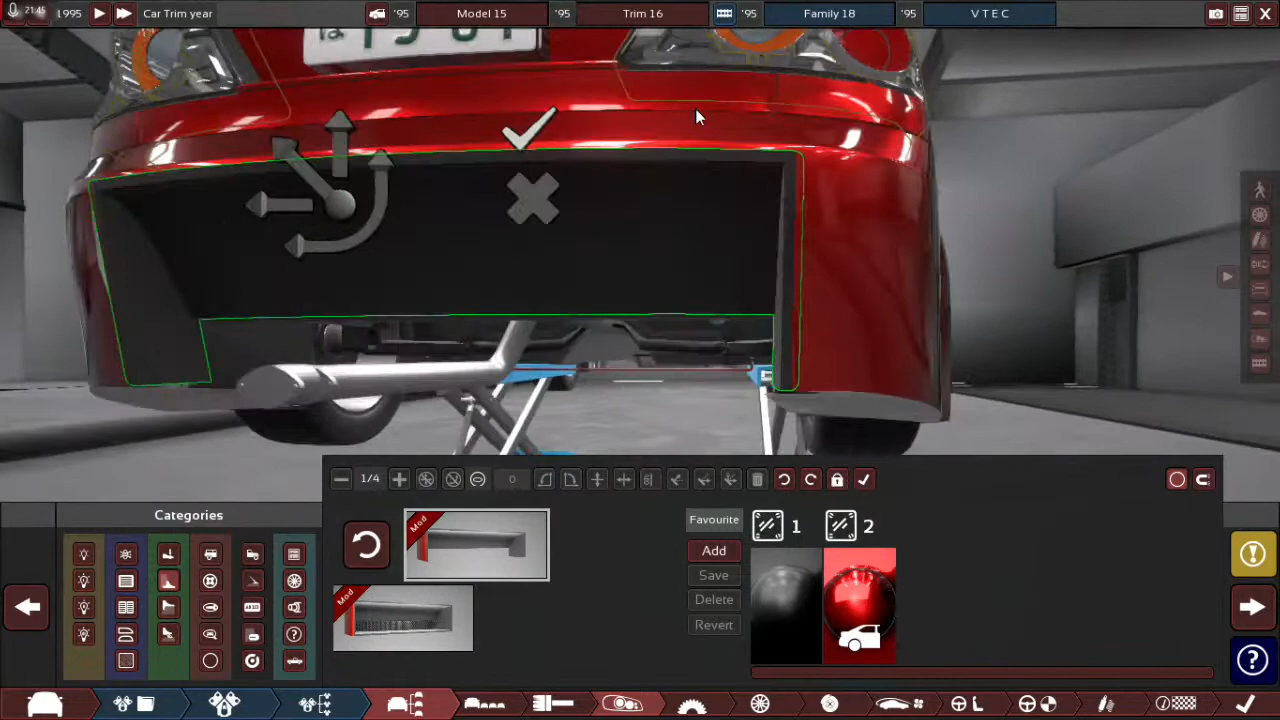 21:45
1995
Car Trim year
'95
Model 15
'95
Trim 16
'95
Family 18
'95
VTEC
1/4
0
Categories
Mod
Mod
Favourite
Add
Save
Delete
Revert
1
2